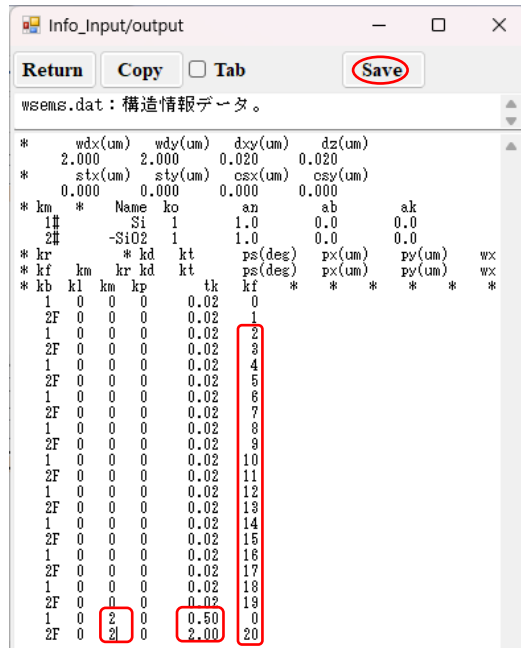 Info_Input/output
Return Copy Tab Save
wsems.dat：構造情報データ。
* wdx(um) wdy(um) dxy(um) dz(um)
2.000 2.000 0.020 0.020
* stx(um) sty(um) csx(um) csy(um)
0.000 0.000 0.000 0.000
* km * Name ko an ab ak
1# Si 1 1.0 0.0 0.0
2# -SiO2 1 1.0 0.0 0.0
* kr * kd kt ps(deg) px(um) py(um) wx
* kf km kr kd kt ps(deg) px(um) py(um) wx
* kb kl km kp tk kf * * * * * *
1 0 0 0 0.02 0
2F 0 0 0 0.02 1
1 0 0 0 0.02 2
2F 0 0 0 0.02 3
1 0 0 0 0.02 4
2F 0 0 0 0.02 5
1 0 0 0 0.02 6
2F 0 0 0 0.02 7
1 0 0 0 0.02 8
2F 0 0 0 0.02 9
1 0 0 0 0.02 10
2F 0 0 0 0.02 11
1 0 0 0 0.02 12
2F 0 0 0 0.02 13
1 0 0 0 0.02 14
2F 0 0 0 0.02 15
1 0 0 0 0.02 16
2F 0 0 0 0.02 17
1 0 0 0 0.02 18
2F 0 0 0 0.02 19
1 0 2 0 0.50 0
2F 0 2 0 2.00 20